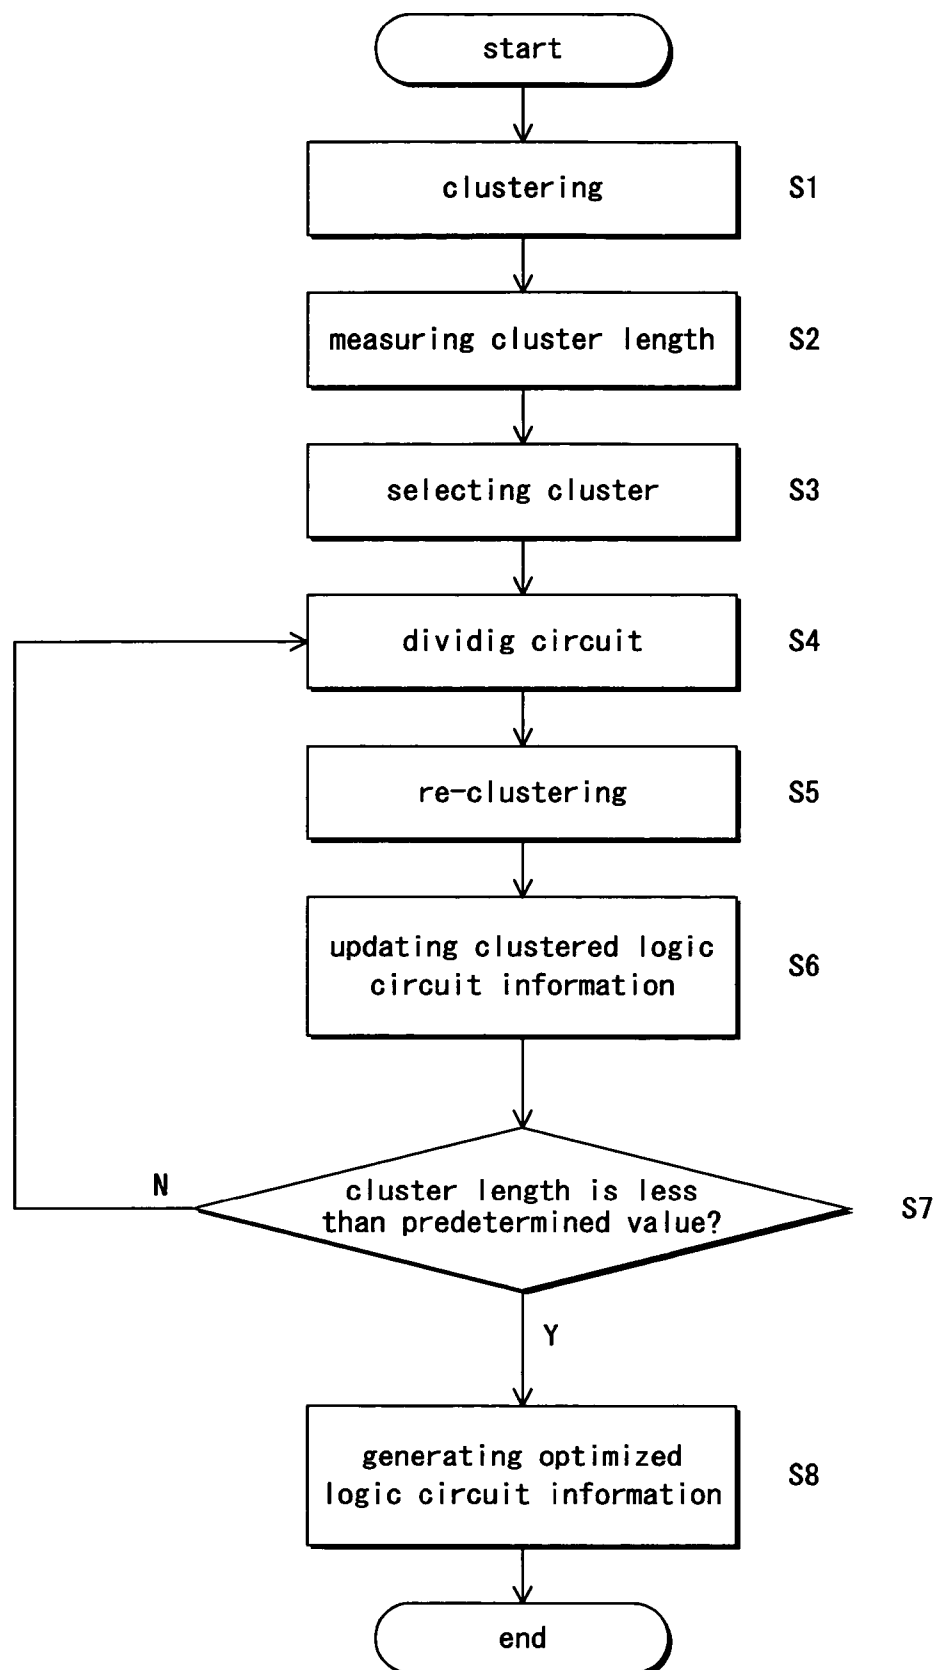 start
clustering
S1
measuring cluster length
S2
selecting cluster
S3
dividig circuit
S4
re-clustering
S5
updating clustered logic
circuit information
S6
N
cluster length is less
than predetermined value?
S7
Y
generating optimized
logic circuit information
S8
end